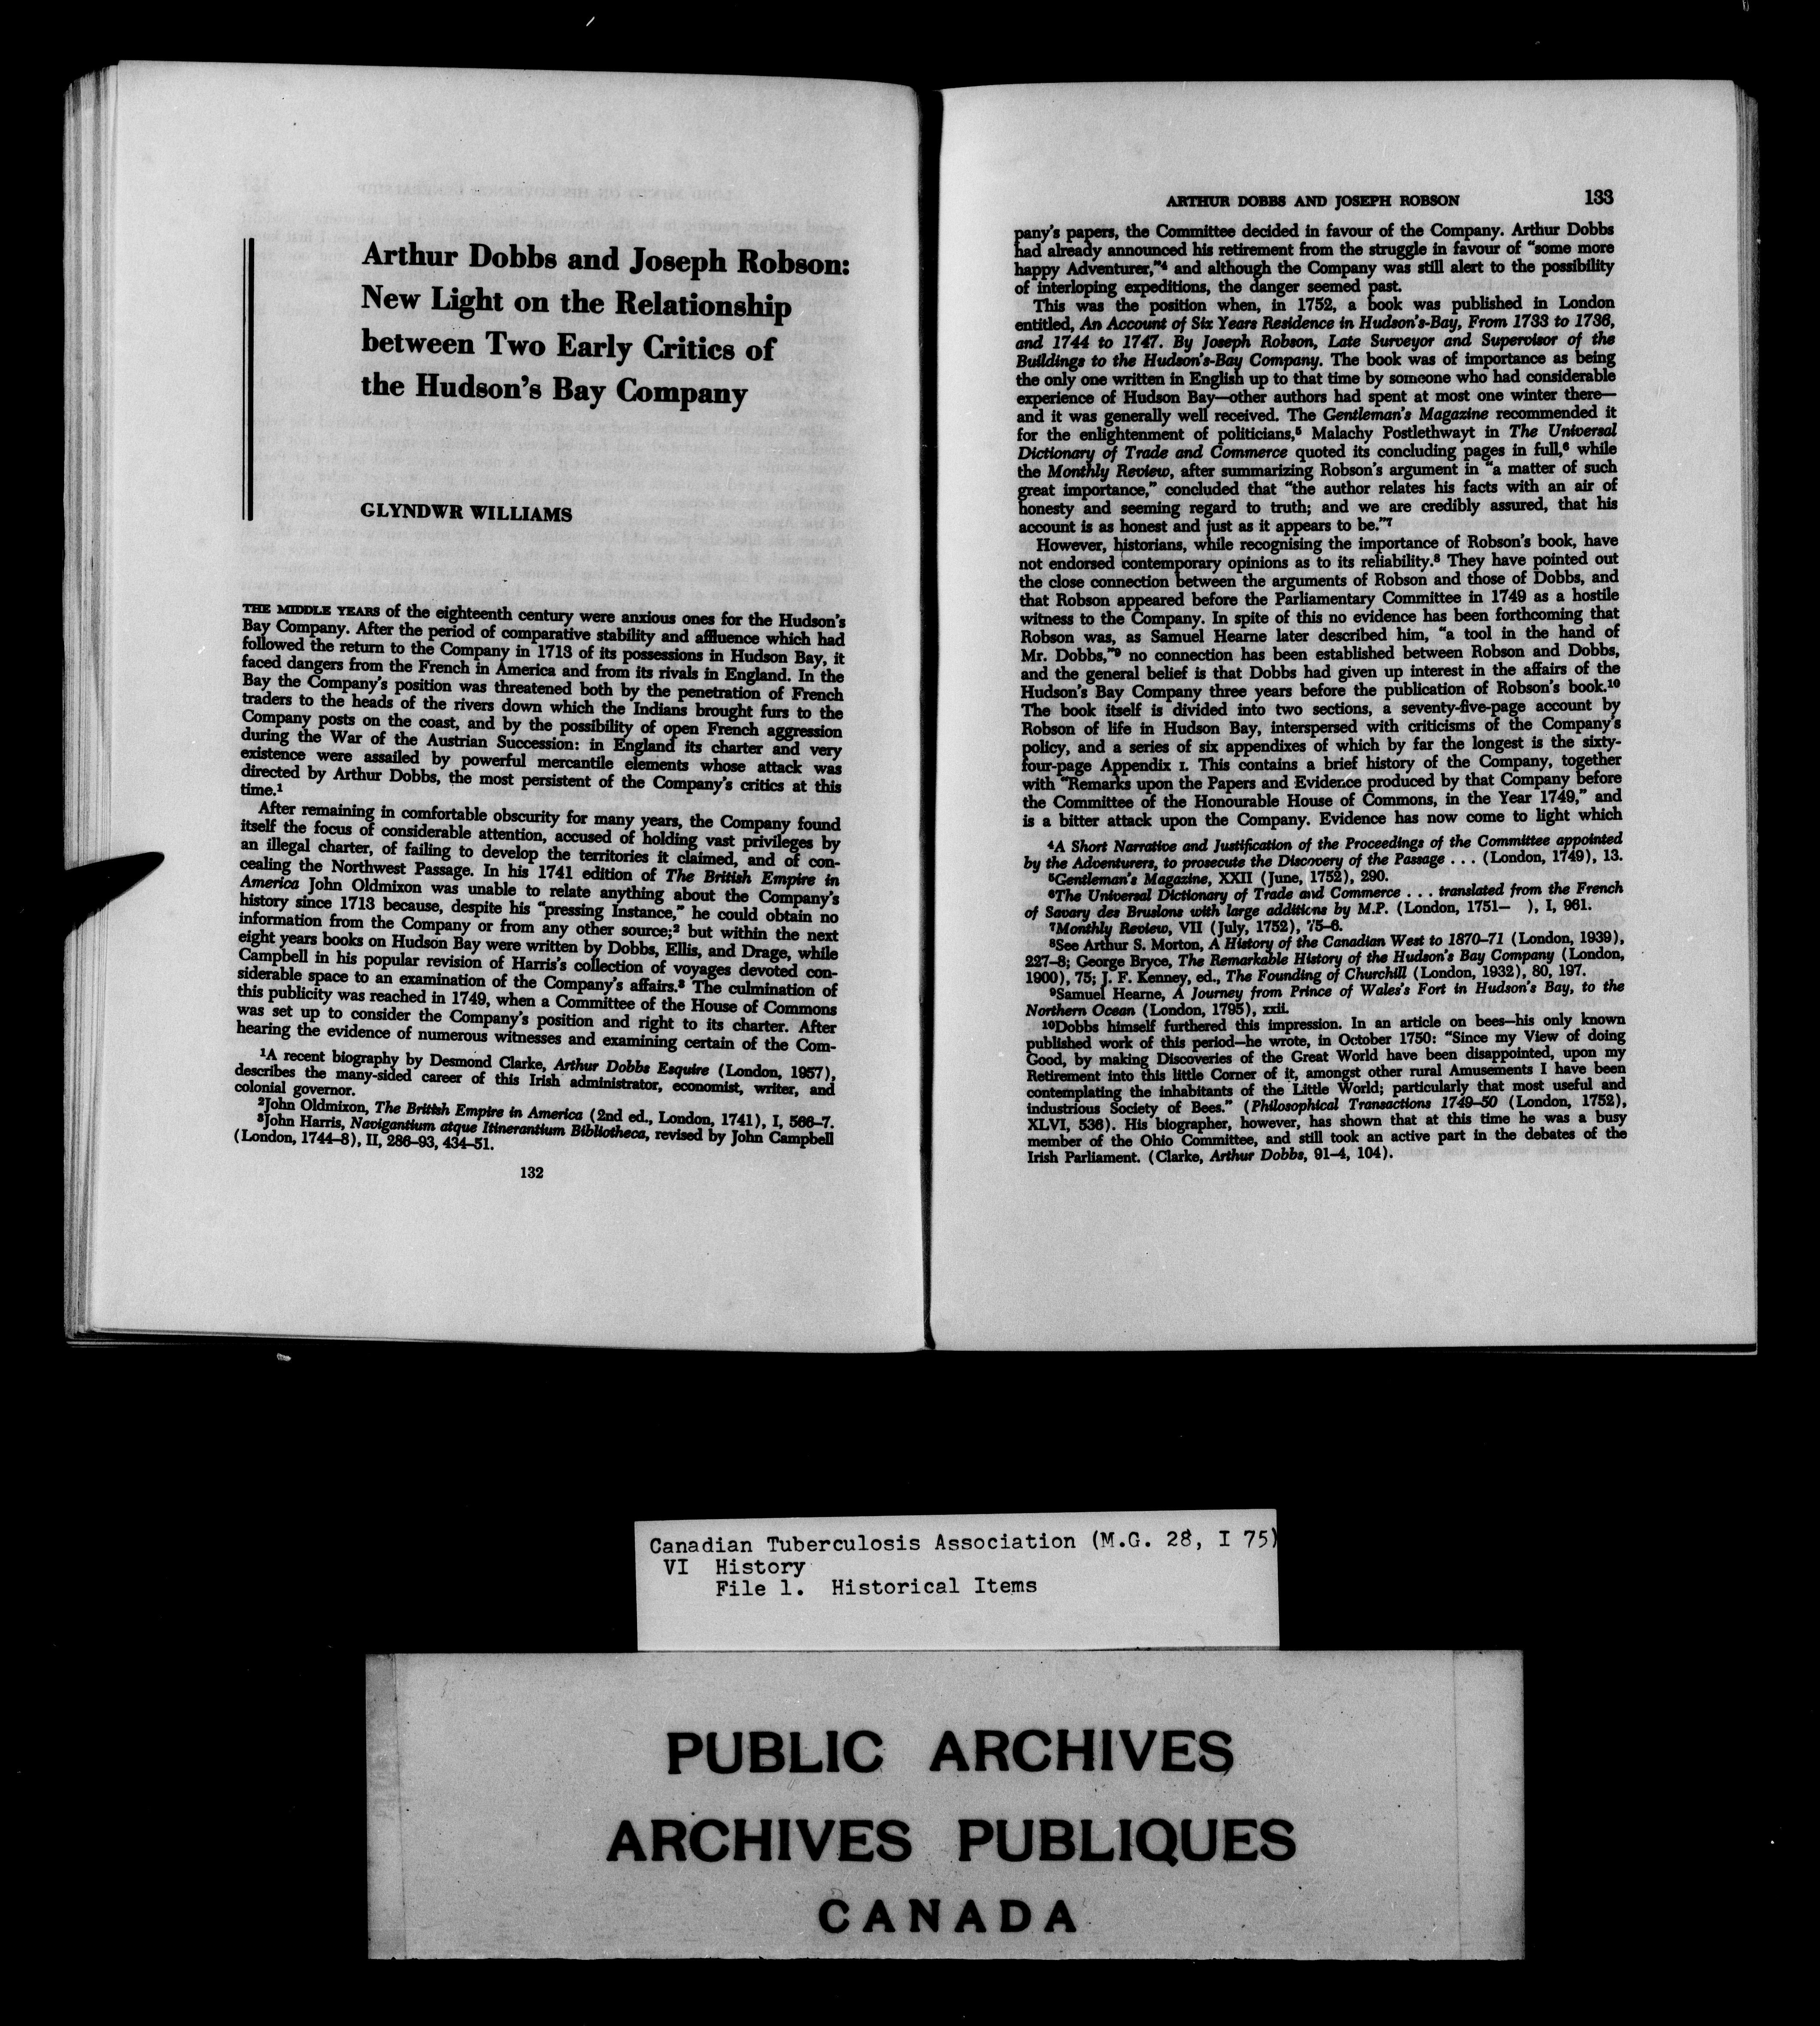 Arthur Dobbs and Joseph Robson:
New Light on the Relationship
between Two Early Critics of
the Hudson's Bay Company
GLYNDWR WILLIAMS
THE MIDDLE YEARS of the eighteenth century were anxious ones for the Hudson's
Bay Company. After the period of comparative stability and affluence which had
followed the return to the Company in 1713 of its possessions in Hudson Bay, it
faced dangers from the French in America and from its rivals in England. In the
Bay the Company's position was threatened both by the penetration of French
traders to the heads of the rivers down which the Indians brought furs to the
Company posts on the coast, and by the possibility of open French aggression
during the War of the Austrian Succession: in England its charter and very
existence were assailed by powerful mercantile elements whose attack was
directed by Arthur Dobbs, the most persistent of the Company's critics at this
time.¹
After remaining in comfortable obscurity for many years, the Company found
itself the focus of considerable attention, accused of holding vast privileges by
an illegal charter, of failing to develop the territories it claimed, and of con-
cealing the Northwest Passage. In his 1741 edition of The British Empire in
America John Oldmixon was unable to relate anything about the Company's
history since 1713 because, despite his "pressing Instance," he could obtain no
information from the Company or from any other source;² but within the next
eight years books on Hudson Bay were written by Dobbs, Ellis, and Drage, while
Campbell in his popular revision of Harris's collection of voyages devoted con-
siderable space to an examination of the Company's affairs.³ The culmination of
this publicity was reached in 1749, when a Committee of the House of Commons
was set up to consider the Company's position and right to its charter. After
hearing the evidence of numerous witnesses and examining certain of the Com-
¹A recent biography by Desmond Clarke, Arthur Dobbs Esquire (London, 1957),
describes the many-sided career of this Irish administrator, economist, writer, and
colonial governor.
²John Oldmixon, The British Empire in America (2nd ed., London, 1741), I, 566-7.
³John Harris, Navigantium atque Itinerantium Bibliotheca, revised by John Campbell
(London, 1744-8), II, 286-93, 434-51.
132
ARTHUR DOBBS AND JOSEPH ROBSON 133
pany's papers, the Committee decided in favour of the Company. Arthur Dobbs
had already announced his retirement from the struggle in favour of "some more
happy Adventurer,"⁴ and although the Company was still alert to the possibility
of interloping expeditions, the danger seemed past.
This was the position when, in 1752, a book was published in London
entitled, An Account of Six Years Residence in Hudson's-Bay, From 1733 to 1736,
and 1744 to 1747. By Joseph Robson, Late Surveyor and Supervisor of the
Buildings to the Hudson's-Bay Company. The book was of importance as being
the only one written in English up to that time by someone who had considerable
experience of Hudson Bay—other authors had spent at most one winter there—
and it was generally well received. The Gentleman's Magazine recommended it
for the enlightenment of politicians,⁵ Malachy Postlethwayt in The Universal
Dictionary of Trade and Commerce quoted its concluding pages in full,⁶ while
the Monthly Review, after summarizing Robson's argument in "a matter of such
great importance," concluded that "the author relates his facts with an air of
honesty and seeming regard to truth; and we are credibly assured, that his
account is as honest and just as it appears to be."⁷
However, historians, while recognising the importance of Robson's book, have
not endorsed contemporary opinions as to its reliability.⁸ They have pointed out
the close connection between the arguments of Robson and those of Dobbs, and
that Robson appeared before the Parliamentary Committee in 1749 as a hostile
witness to the Company. In spite of this no evidence has been forthcoming that
Robson was, as Samuel Hearne later described him, "a tool in the hand of
Mr. Dobbs,"⁹ no connection has been established between Robson and Dobbs,
and the general belief is that Dobbs had given up interest in the affairs of the
Hudson's Bay Company three years before the publication of Robson's book.¹⁰
The book itself is divided into two sections, a seventy-five-page account by
Robson of life in Hudson Bay, interspersed with criticisms of the Company's
policy, and a series of six appendixes of which by far the longest is the sixty-
four-page Appendix I. This contains a brief history of the Company, together
with "Remarks upon the Papers and Evidence produced by that Company before
the Committee of the Honourable House of Commons, in the Year 1749," and
is a bitter attack upon the Company. Evidence has now come to light which
⁴A Short Narrative and Justification of the Proceedings of the Committee appointed
by the Adventurers, to prosecute the Discovery of the Passage . . . (London, 1749), 13.
⁵Gentleman's Magazine, XXII (June, 1752), 290.
⁶The Universal Dictionary of Trade and Commerce . . . translated from the French
of Savary des Bruslons with large additions by M.P. (London, 1751– ), I, 961.
⁷Monthly Review, VII (July, 1752), 75-6.
⁸See Arthur S. Morton, A History of the Canadian West to 1870-71 (London, 1939),
227-8; George Bryce, The Remarkable History of the Hudson's Bay Company (London,
1900), 75; J. F. Kenney, ed., The Founding of Churchill (London, 1932), 80, 197.
⁹Samuel Hearne, A Journey from Prince of Wales's Fort in Hudson's Bay, to the
Northern Ocean (London, 1795), xxii.
¹⁰Dobbs himself furthered this impression. In an article on bees—his only known
published work of this period—he wrote, in October 1750: "Since my View of doing
Good, by making Discoveries of the Great World have been disappointed, upon my
Retirement into this little Corner of it, amongst other rural Amusements I have been
contemplating the inhabitants of the Little World; particularly that most useful and
industrious Society of Bees." (Philosophical Transactions 1749-50 (London, 1752),
XLVI, 536). His biographer, however, has shown that at this time he was a busy
member of the Ohio Committee, and still took an active part in the debates of the
Irish Parliament. (Clarke, Arthur Dobbs, 91-4, 104).
Canadian Tuberculosis Association (M.G. 28, I 75)
VI History
File 1. Historical Items
PUBLIC ARCHIVES
ARCHIVES PUBLIQUES
CANADA